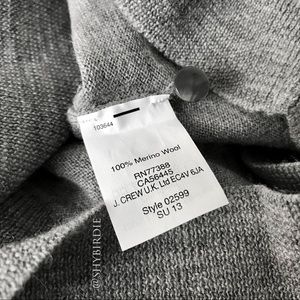 103644
100% Merino Wool
RN77388
CA56445
J. CREW U.K. Ltd EC4V 6JA
Style 02599
SU 13
@SHYBIRDIE